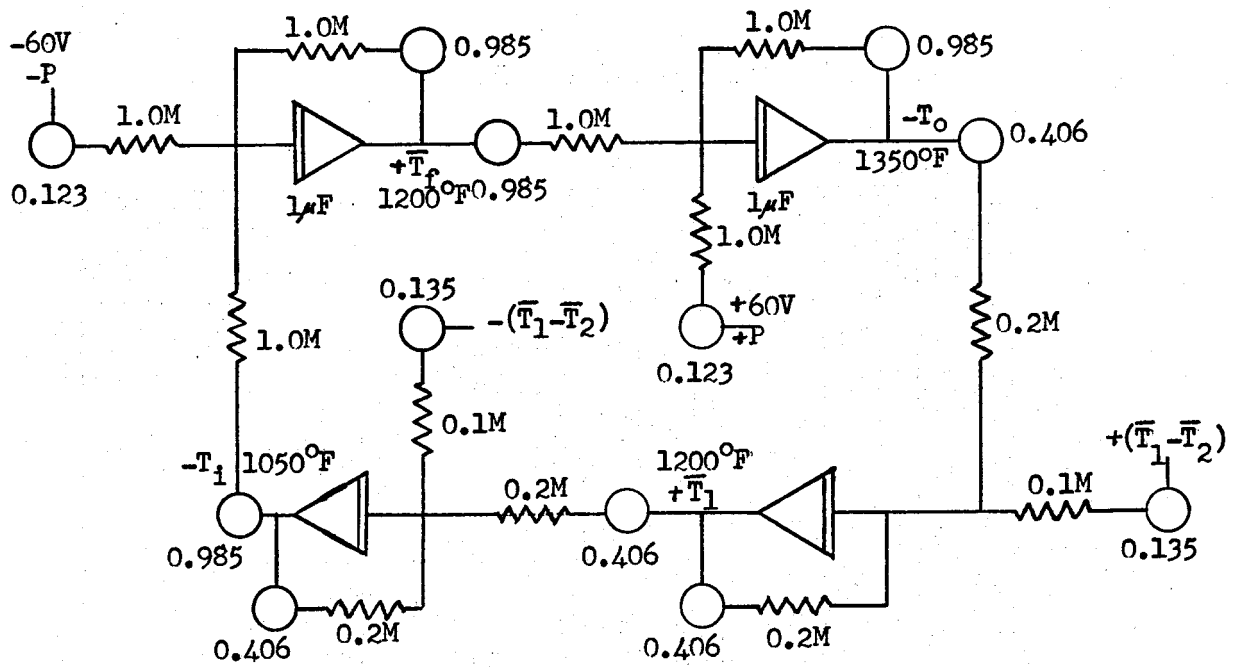 -60V
-P
1.0M
0.123
1.0M
0.985
1μF
+T̅f
1200°F
0.985
1.0M
1.0M
0.985
1μF
-To
1350°F
0.406
1.0M
+60V
+P
0.123
0.2M
1.0M
0.135
-(T̅1-T̅2)
0.1M
-Ti 1050°F
0.985
0.406
0.2M
0.2M
0.406
1200°F
+T̅1
0.406
0.2M
+(T̅1-T̅2)
0.1M
0.135